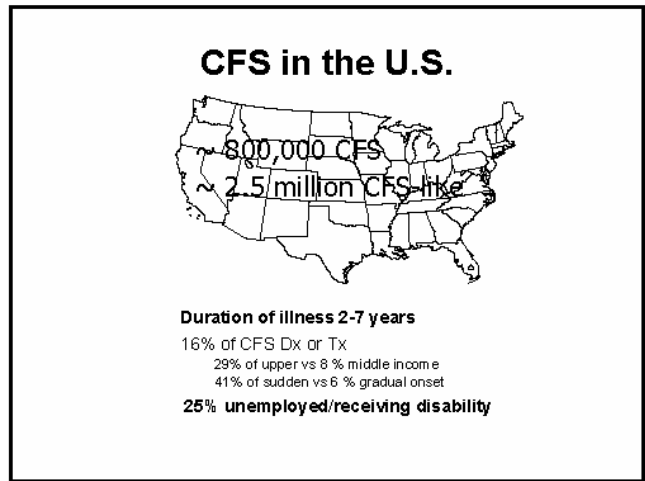 CFS in the U.S.
~ 800,000 CFS
~ 2.5 million CFS-like
Duration of illness 2-7 years
16% of CFS Dx or Tx
29% of upper vs 8 % middle income
41% of sudden vs 6 % gradual onset
25% unemployed/receiving disability